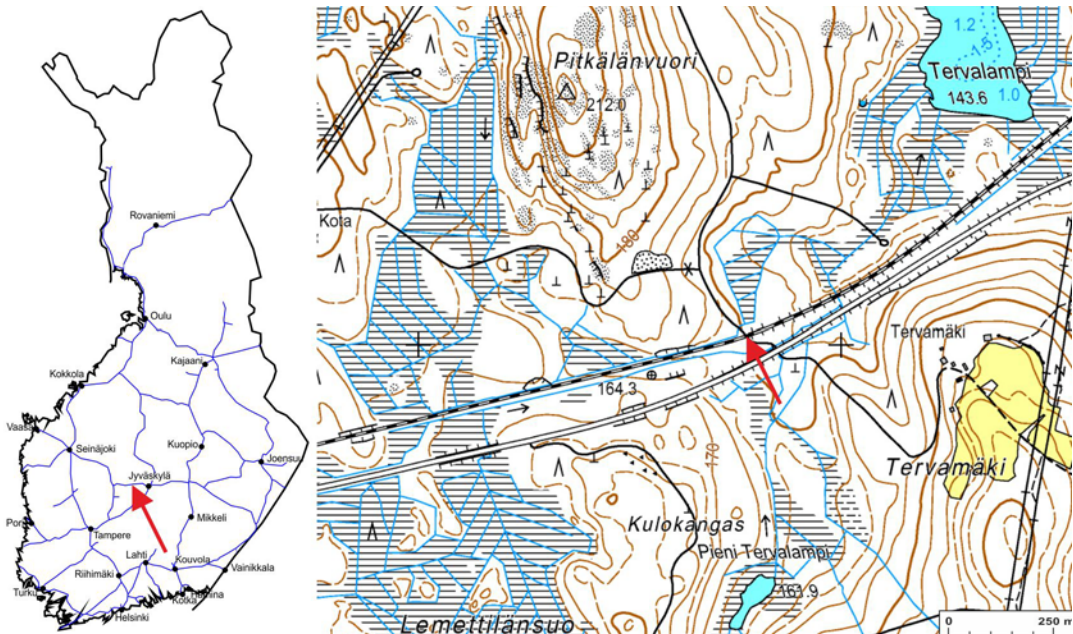 Rovaniemi
Oulu
Kajaani
Kokkola
Vaasa
Seinäjoki
Kuopio
Joensuu
Jyväskylä
Mikkeli
Tampere
Lahti
Kouvola
Vainikkala
Riihimäki
Turku
Kotka
Helsinki
Pitkälänvuori
212.0
1.2
1.5
1.0
Tervalampi
143.6
Kota
180
X
Tervamäki
164.3
170
Tervamäki
Kulokangas
Pieni Tervalampi
161.9
Lemettilänsuo
0 250 m